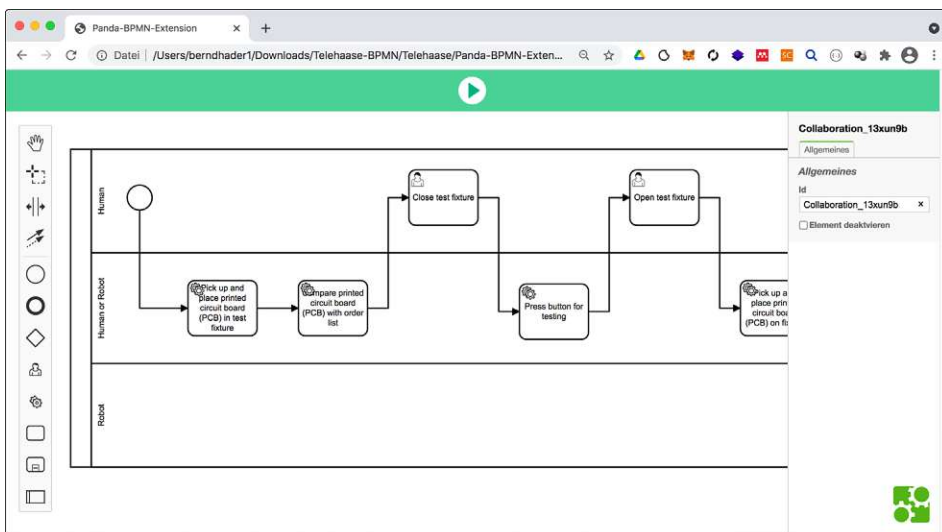 Panda-BPMN-Extension
Datei
/Users/berndhader1/Downloads/Telehaase-BPMN/Telehaase/Panda-BPMN-Exten...
SC
Collaboration_13xun9b
Allgemeines
Allgemeines
Id
Collaboration_13xun9b
Element deaktvieren
Human
Close test fixture
Open test fixture
Human or Robot
Pick up and
place printed
circuit board
(PCB) in test
fixture
Compare printed
circuit board
(PCB) with order
list
Press button for
testing
Pick up a
place prin
circuit boa
(PCB) on fi
Robot